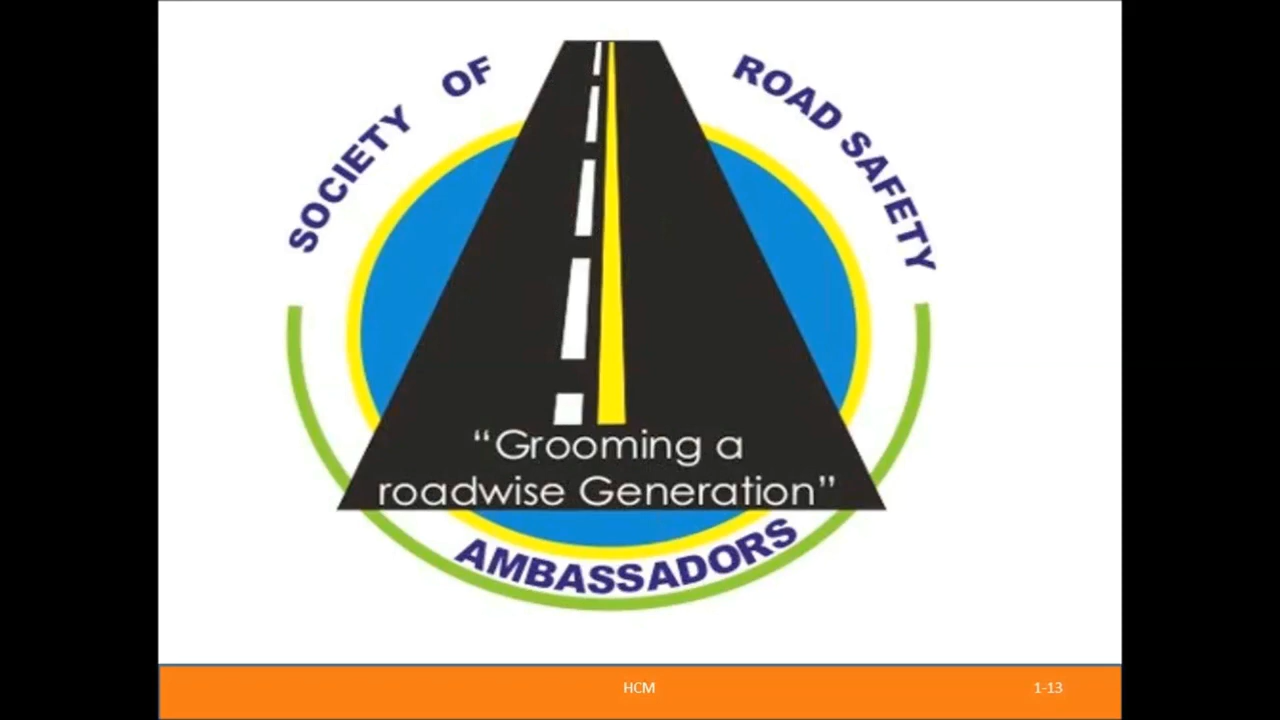 SOCIETY OF ROAD SAFETY
“Grooming a
roadwise Generation”
AMBASSADORS
HCM
1-13